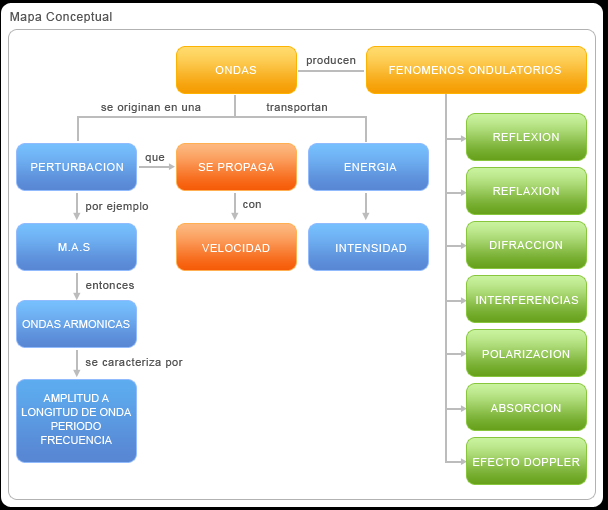 Mapa Conceptual
ONDAS
producen
FENOMENOS ONDULATORIOS
se originan en una
transportan
PERTURBACION
que
SE PROPAGA
ENERGIA
REFLEXION
REFLAXION
por ejemplo
con
M.A.S
VELOCIDAD
INTENSIDAD
DIFRACCION
entonces
INTERFERENCIAS
ONDAS ARMONICAS
POLARIZACION
se caracteriza por
AMPLITUD A
LONGITUD DE ONDA
PERIODO
FRECUENCIA
ABSORCION
EFECTO DOPPLER